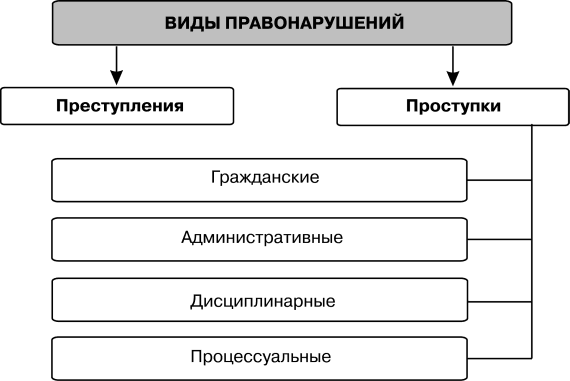 ВИДЫ ПРАВОНАРУШЕНИЙ
Преступления
Проступки
Гражданские
Административные
Дисциплинарные
Процессуальные